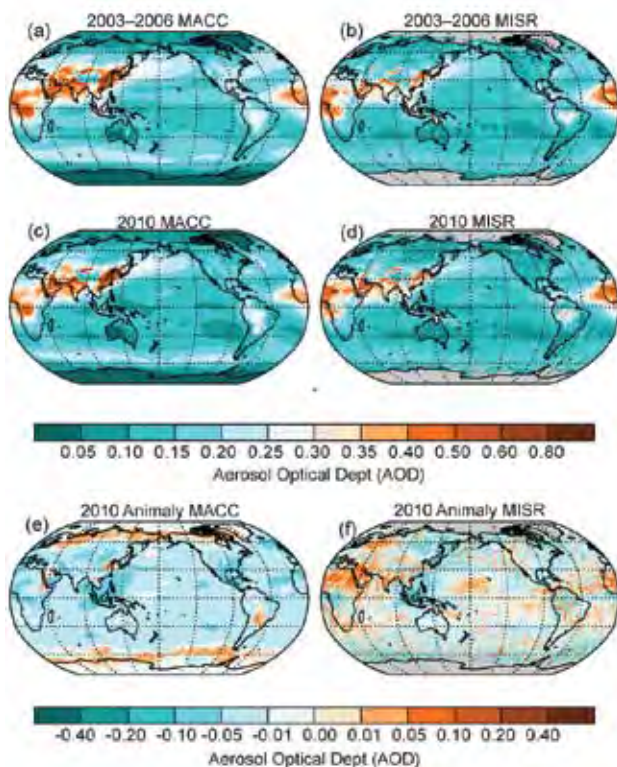 (a) 2003–2006 MACC
(b) 2003–2006 MISR
(c) 2010 MACC
(d) 2010 MISR
0.05 0.10 0.15 0.20 0.25 0.30 0.35 0.40 0.50 0.60 0.80
Aerosol Optical Dept (AOD)
(e) 2010 Animaly MACC
(f) 2010 Animaly MISR
-0.40 -0.20 -0.10 -0.05 -0.01 0.00 0.01 0.05 0.10 0.20 0.40
Aerosol Optical Dept (AOD)